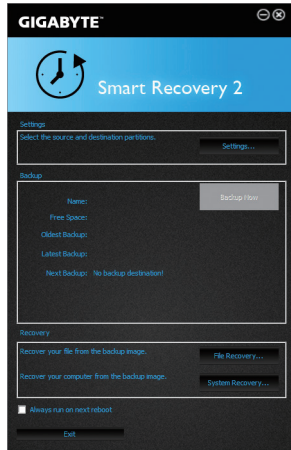 GIGABYTE™
Smart Recovery 2
Settings
Select the source and destination partitions.
Settings...
Backup
Backup Now
Name:
Free Space:
Oldest Backup:
Latest Backup:
Next Backup: No backup destination!
Recovery
Recover your file from the backup image.
File Recovery...
Recover your computer from the backup image.
System Recovery...
Always run on next reboot
Exit